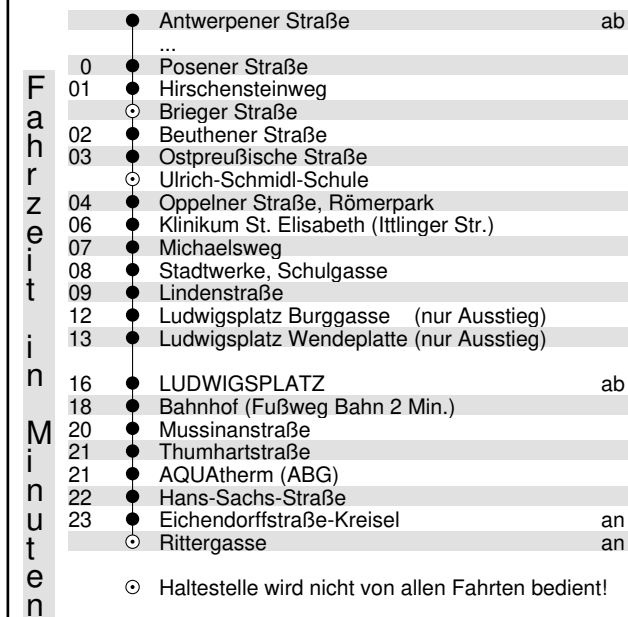 Antwerpener Straße ab
...
0 Posener Straße
01 Hirschensteinweg
Brieger Straße
02 Beuthener Straße
03 Ostpreußische Straße
Ulrich-Schmidl-Schule
04 Oppelner Straße, Römerpark
06 Klinikum St. Elisabeth (Ittlinger Str.)
07 Michaelsweg
08 Stadtwerke, Schulgasse
09 Lindenstraße
12 Ludwigsplatz Burggasse (nur Ausstieg)
13 Ludwigsplatz Wendeplatte (nur Ausstieg)
16 LUDWIGSPLATZ ab
18 Bahnhof (Fußweg Bahn 2 Min.)
20 Mussinanstraße
21 Thumhartstraße
21 AQUAtherm (ABG)
22 Hans-Sachs-Straße
23 Eichendorffstraße-Kreisel an
Rittergasse an
Haltestelle wird nicht von allen Fahrten bedient!
Fahrzeit in Minuten